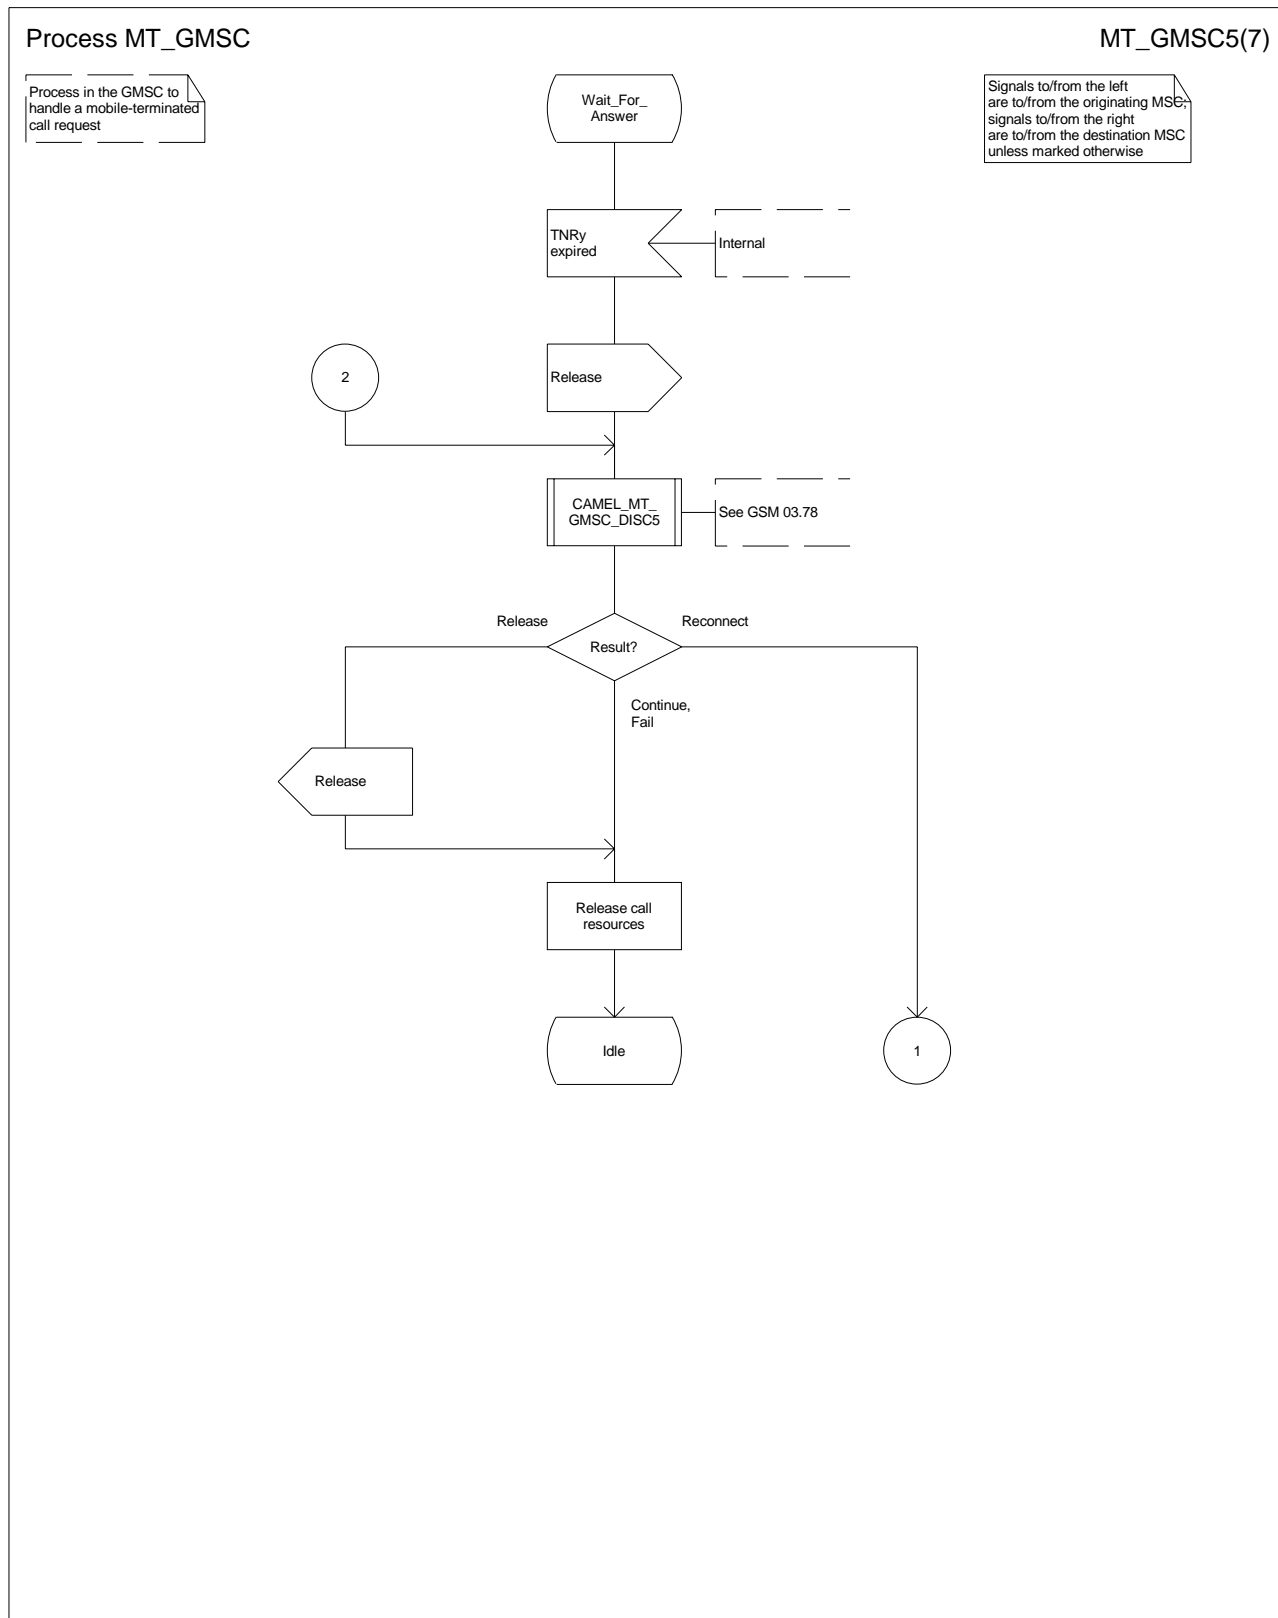 Process MT_GMSC
MT_GMSC5(7)
Process in the GMSC to
handle a mobile-terminated
call request
Signals to/from the left
are to/from the originating MSC;
signals to/from the right
are to/from the destination MSC
unless marked otherwise
Wait_For_
Answer
TNRy
expired
Internal
2
Release
CAMEL_MT_
GMSC_DISC5
See GSM 03.78
Release
Reconnect
Result?
Continue,
Fail
Release
Release call
resources
Idle
1